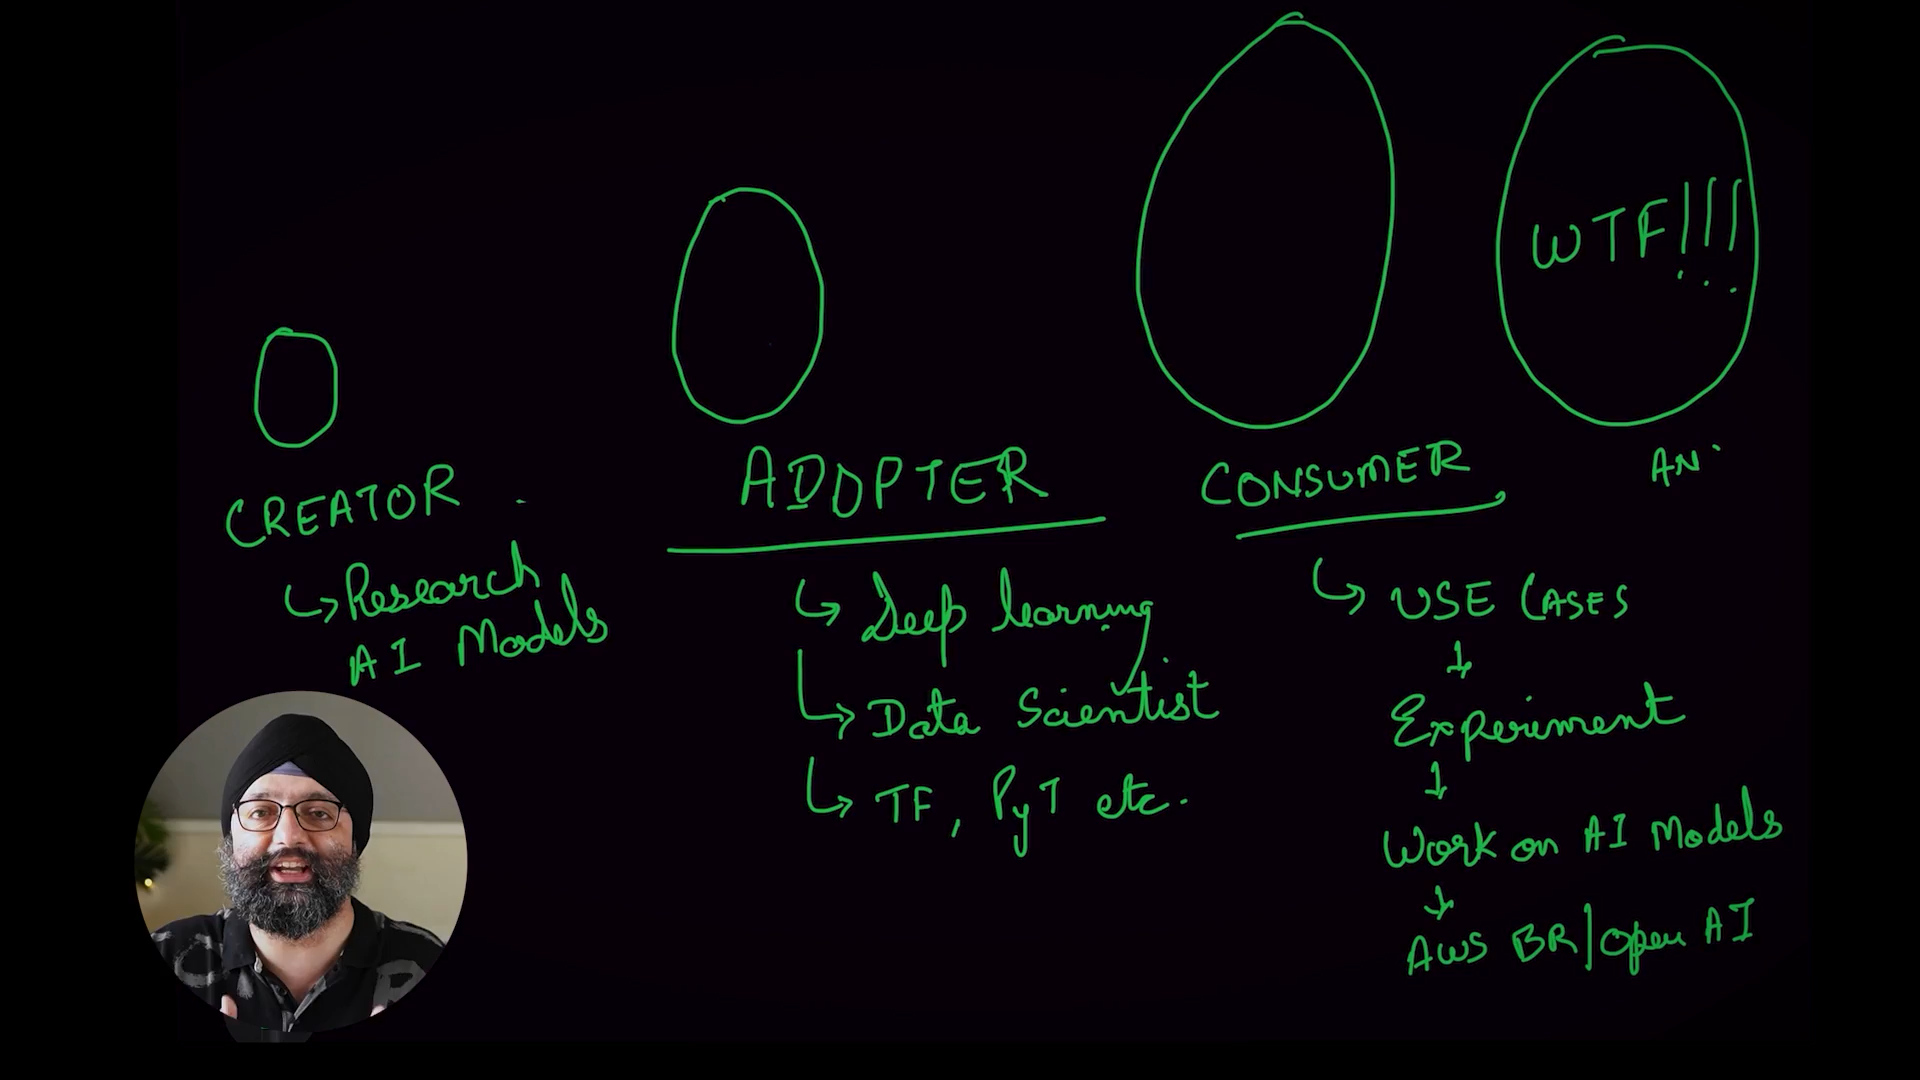 WTF!!!
CREATOR
Research
AI Models
ADOPTER
Deep learning
Data Scientist
TF, PyT etc.
CONSUMER
USE CASES
Experiment
Work on AI Models
AWS BR/Open AI
AN